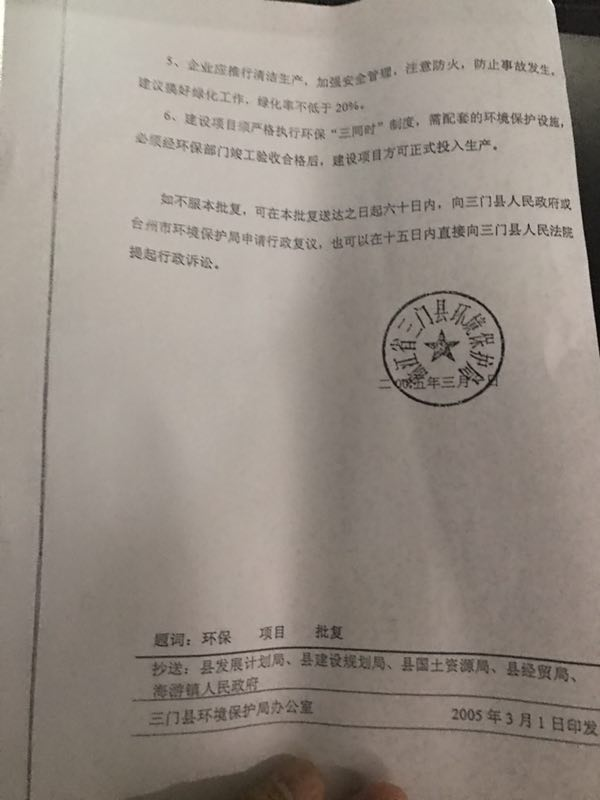 5、企业应推行清洁生产，加强安全管理，注意防火，防止事故发生。
建议搞好绿化工作，绿化率不低于20%。
6、建设项目须严格执行环保“三同时”制度，需配套的环境保护设施，
必须经环保部门竣工验收合格后，建设项目方可正式投入生产。
如不服本批复，可在本批复送达之日起六十日内，向三门县人民政府或
台州市环境保护局申请行政复议，也可以在十五日内直接向三门县人民法院
提起行政诉讼。
浙江省三门县环境保护局
二00五年三月 日
题词：环保 项目 批复
抄送：县发展计划局、县建设规划局、县国土资源局、县经贸局、
海游镇人民政府
三门县环境保护局办公室 2005年3月1日印发